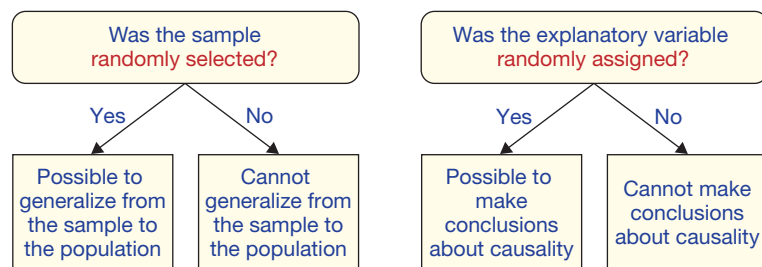 Was the sample
randomly selected?
Yes
No
Possible to
generalize from
the sample to
the population
Cannot
generalize from
the sample to
the population
Was the explanatory variable
randomly assigned?
Yes
No
Possible to
make
conclusions
about causality
Cannot make
conclusions
about causality